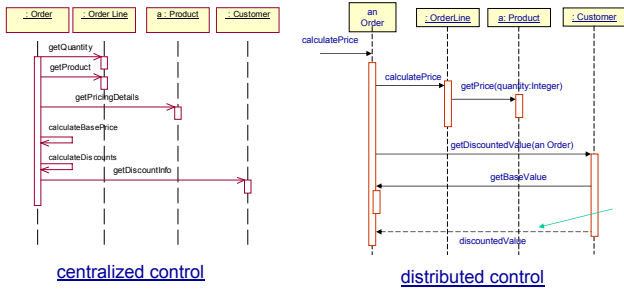 : Order
: Order Line
a : Product
: Customer
getQuantity
getProduct
getPricingDetails
calculateBasePrice
calculateDiscounts
getDiscountInfo
centralized control
an
Order
: OrderLine
a: Product
: Customer
calculatePrice
calculatePrice
getPrice(quantity:Integer)
getDiscountedValue(an Order)
getBaseValue
discountedValue
distributed control